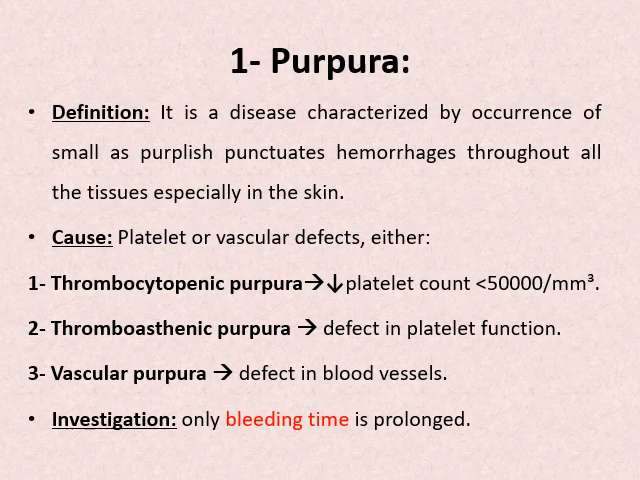 1- Purpura:
• Definition: It is a disease characterized by occurrence of
small as purplish punctuates hemorrhages throughout all
the tissues especially in the skin.
• Cause: Platelet or vascular defects, either:
1- Thrombocytopenic purpura→↓platelet count <50000/mm³.
2- Thromboasthenic purpura → defect in platelet function.
3- Vascular purpura → defect in blood vessels.
• Investigation: only bleeding time is prolonged.